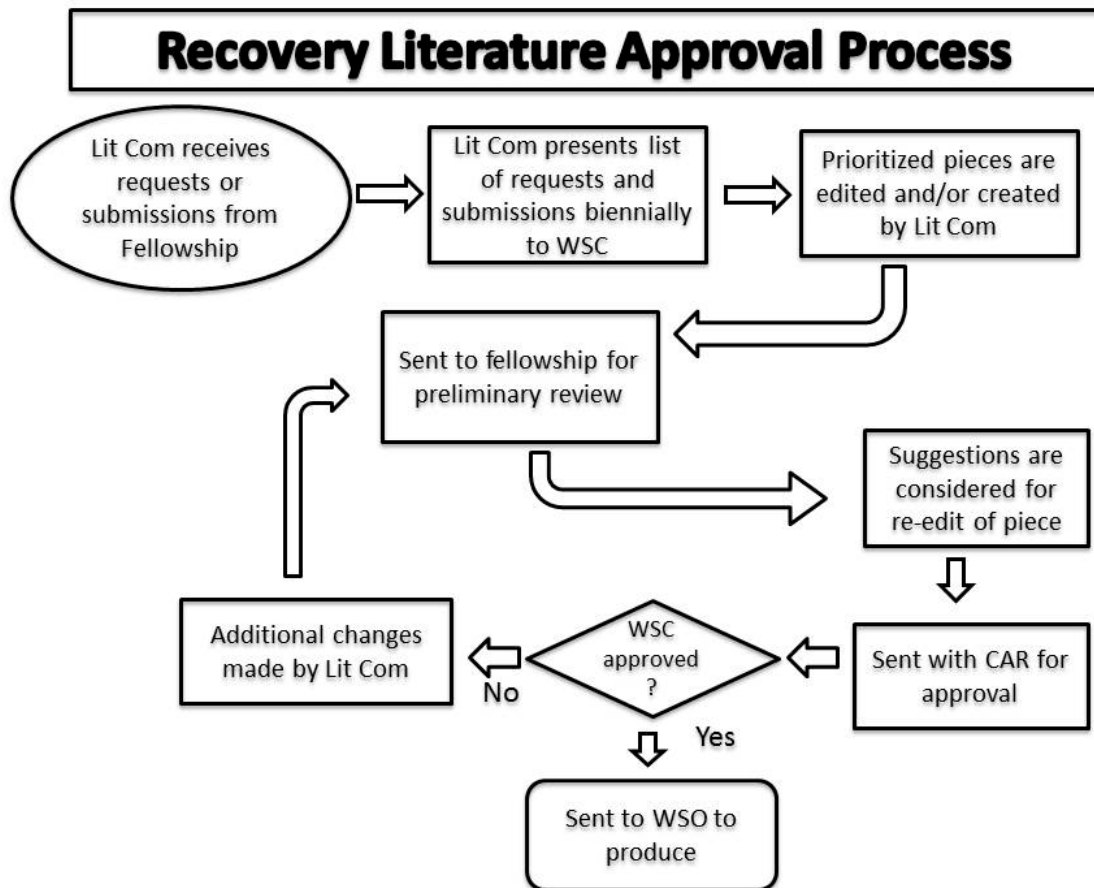 Recovery Literature Approval Process
Lit Com receives
requests or
submissions from
Fellowship
Lit Com presents list
of requests and
submissions biennially
to WSC
Prioritized pieces are
edited and/or created
by Lit Com
Sent to fellowship for
preliminary review
Suggestions are
considered for
re-edit of piece
Sent with CAR for
approval
WSC
approved
?
No
Additional changes
made by Lit Com
Yes
Sent to WSO to
produce